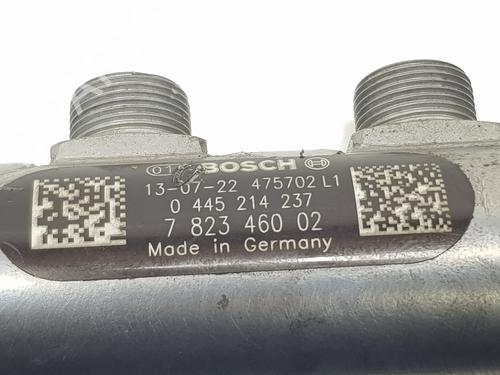 BOSCH
13-07-22 475702 L1
0 445 214 237
7 823 460 02
Made in Germany